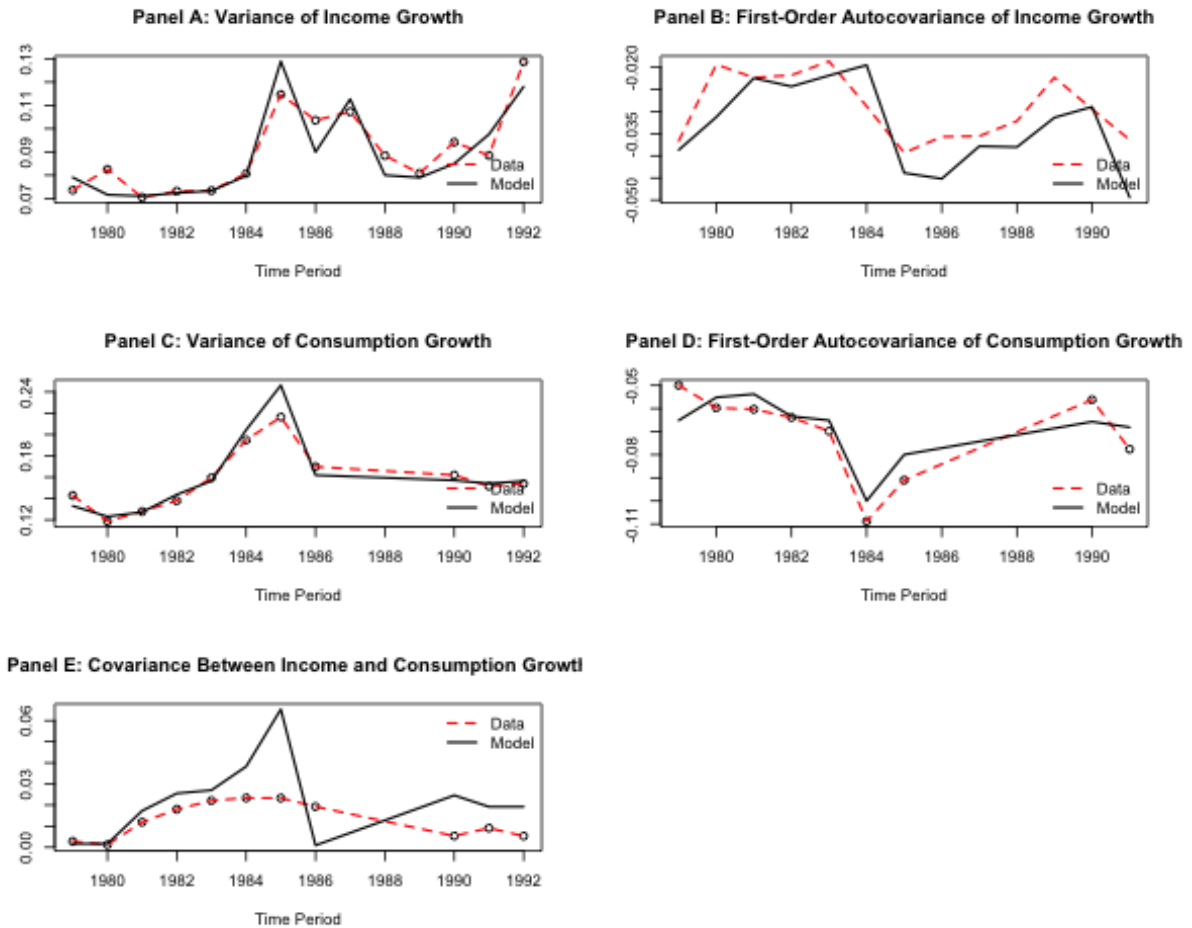 Panel A: Variance of Income Growth
0.13
0.11
0.09
0.07
Data
Model
1980 1982 1984 1986 1988 1990 1992
Time Period
Panel B: First-Order Autocovariance of Income Growth
-0.020
-0.035
-0.050
Data
Model
1980 1982 1984 1986 1988 1990
Time Period
Panel C: Variance of Consumption Growth
0.24
0.18
0.12
Data
Model
1980 1982 1984 1986 1988 1990 1992
Time Period
Panel D: First-Order Autocovariance of Consumption Growth
-0.05
-0.08
-0.11
Data
Model
1980 1982 1984 1986 1988 1990
Time Period
Panel E: Covariance Between Income and Consumption Growt
0.06
0.03
0.00
Data
Model
1980 1982 1984 1986 1988 1990 1992
Time Period